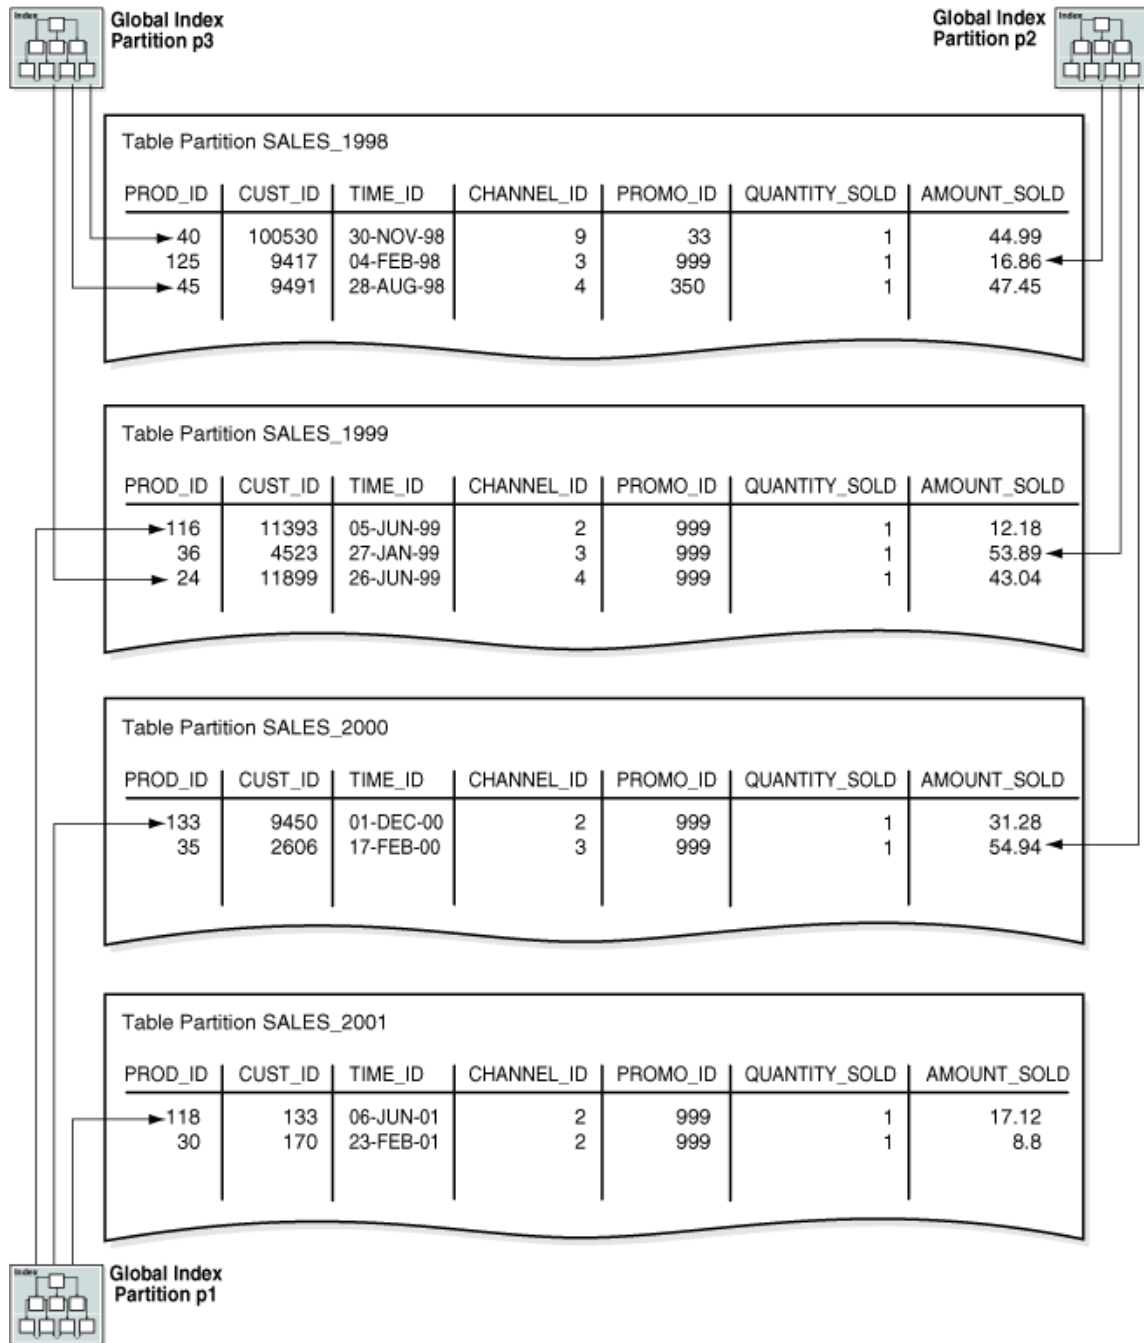 Index
Global Index
Partition p3
Global Index
Partition p2
Index
Table Partition SALES_1998
PROD_ID CUST_ID TIME_ID CHANNEL_ID PROMO_ID QUANTITY_SOLD AMOUNT_SOLD
40 100530 30-NOV-98 9 33 1 44.99
125 9417 04-FEB-98 3 999 1 16.86
45 9491 28-AUG-98 4 350 1 47.45
Table Partition SALES_1999
PROD_ID CUST_ID TIME_ID CHANNEL_ID PROMO_ID QUANTITY_SOLD AMOUNT_SOLD
116 11393 05-JUN-99 2 999 1 12.18
36 4523 27-JAN-99 3 999 1 53.89
24 11899 26-JUN-99 4 999 1 43.04
Table Partition SALES_2000
PROD_ID CUST_ID TIME_ID CHANNEL_ID PROMO_ID QUANTITY_SOLD AMOUNT_SOLD
133 9450 01-DEC-00 2 999 1 31.28
35 2606 17-FEB-00 3 999 1 54.94
Table Partition SALES_2001
PROD_ID CUST_ID TIME_ID CHANNEL_ID PROMO_ID QUANTITY_SOLD AMOUNT_SOLD
118 133 06-JUN-01 2 999 1 17.12
30 170 23-FEB-01 2 999 1 8.8
Index
Global Index
Partition p1